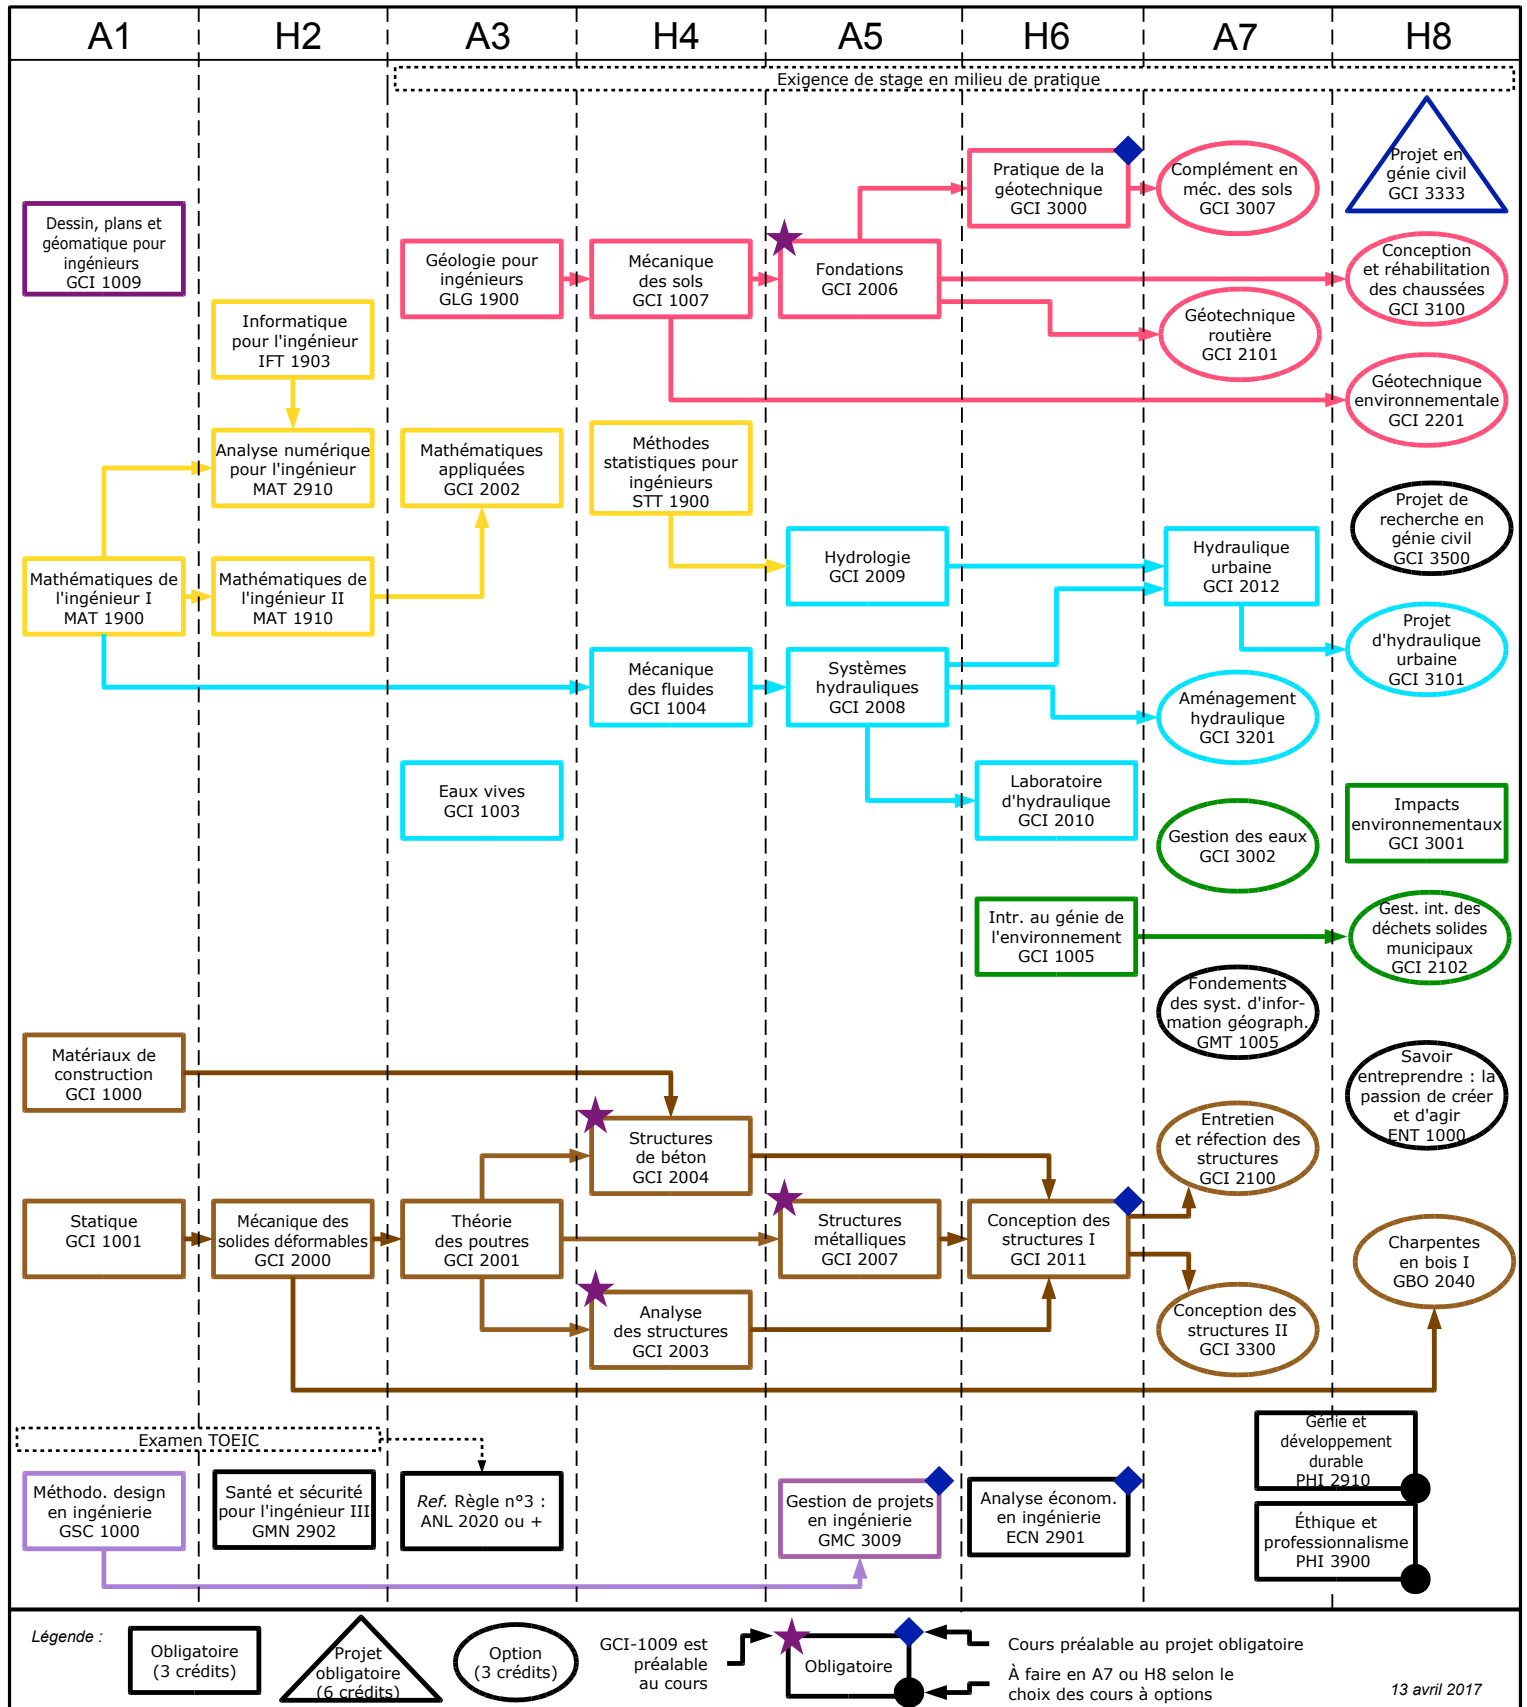 A1
H2
A3
H4
A5
H6
A7
H8
Exigence de stage en milieu de pratique
Projet en
génie civil
GCI 3333
Pratique de la
géotechnique
GCI 3000
Complément en
méc. des sols
GCI 3007
Dessin, plans et
géomatique pour
ingénieurs
GCI 1009
Géologie pour
ingénieurs
GLG 1900
Mécanique
des sols
GCI 1007
Fondations
GCI 2006
Conception
et réhabilitation
des chaussées
GCI 3100
Informatique
pour l'ingénieur
IFT 1903
Géotechnique
routière
GCI 2101
Géotechnique
environnementale
GCI 2201
Analyse numérique
pour l'ingénieur
MAT 2910
Mathématiques
appliquées
GCI 2002
Méthodes
statistiques pour
ingénieurs
STT 1900
Projet de
recherche en
génie civil
GCI 3500
Mathématiques de
l'ingénieur I
MAT 1900
Mathématiques de
l'ingénieur II
MAT 1910
Hydrologie
GCI 2009
Hydraulique
urbaine
GCI 2012
Projet
d'hydraulique
urbaine
GCI 3101
Mécanique
des fluides
GCI 1004
Systèmes
hydrauliques
GCI 2008
Aménagement
hydraulique
GCI 3201
Eaux vives
GCI 1003
Laboratoire
d'hydraulique
GCI 2010
Gestion des eaux
GCI 3002
Impacts
environnementaux
GCI 3001
Intr. au génie de
l'environnement
GCI 1005
Gest. int. des
déchets solides
municipaux
GCI 2102
Fondements
des syst. d'infor-
mation géograph.
GMT 1005
Matériaux de
construction
GCI 1000
Savoir
entreprendre : la
passion de créer
et d'agir
ENT 1000
Structures
de béton
GCI 2004
Entretien
et réfection des
structures
GCI 2100
Statique
GCI 1001
Mécanique des
solides déformables
GCI 2000
Théorie
des poutres
GCI 2001
Structures
métalliques
GCI 2007
Conception des
structures I
GCI 2011
Charpentes
en bois I
GBO 2040
Analyse
des structures
GCI 2003
Conception des
structures II
GCI 3300
Examen TOEIC
Génie et
développement
durable
PHI 2910
Méthodo. design
en ingénierie
GSC 1000
Santé et sécurité
pour l'ingénieur III
GMN 2902
Ref. Règle n°3 :
ANL 2020 ou +
Gestion de projets
en ingénierie
GMC 3009
Analyse économ.
en ingénierie
ECN 2901
Éthique et
professionnalisme
PHI 3900
Légende :
Obligatoire
(3 crédits)
Projet
obligatoire
(6 crédits)
Option
(3 crédits)
GCI-1009 est
préalable
au cours
Obligatoire
Cours préalable au projet obligatoire
À faire en A7 ou H8 selon le
choix des cours à options
13 avril 2017